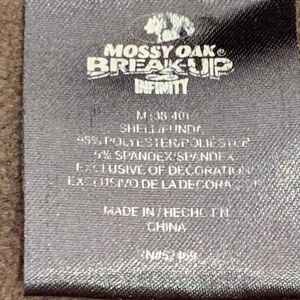 MOSSY OAK®
BREAK-UP
INFINITY
M (38-40)
SHELL/FUNDA
95% POLYESTER/POLIESTER
5% SPANDEX/SPANDEX
EXCLUSIVE OF DECORATION
EXCLUSIVO DE LA DECORACION
MADE IN / HECHO EN
CHINA